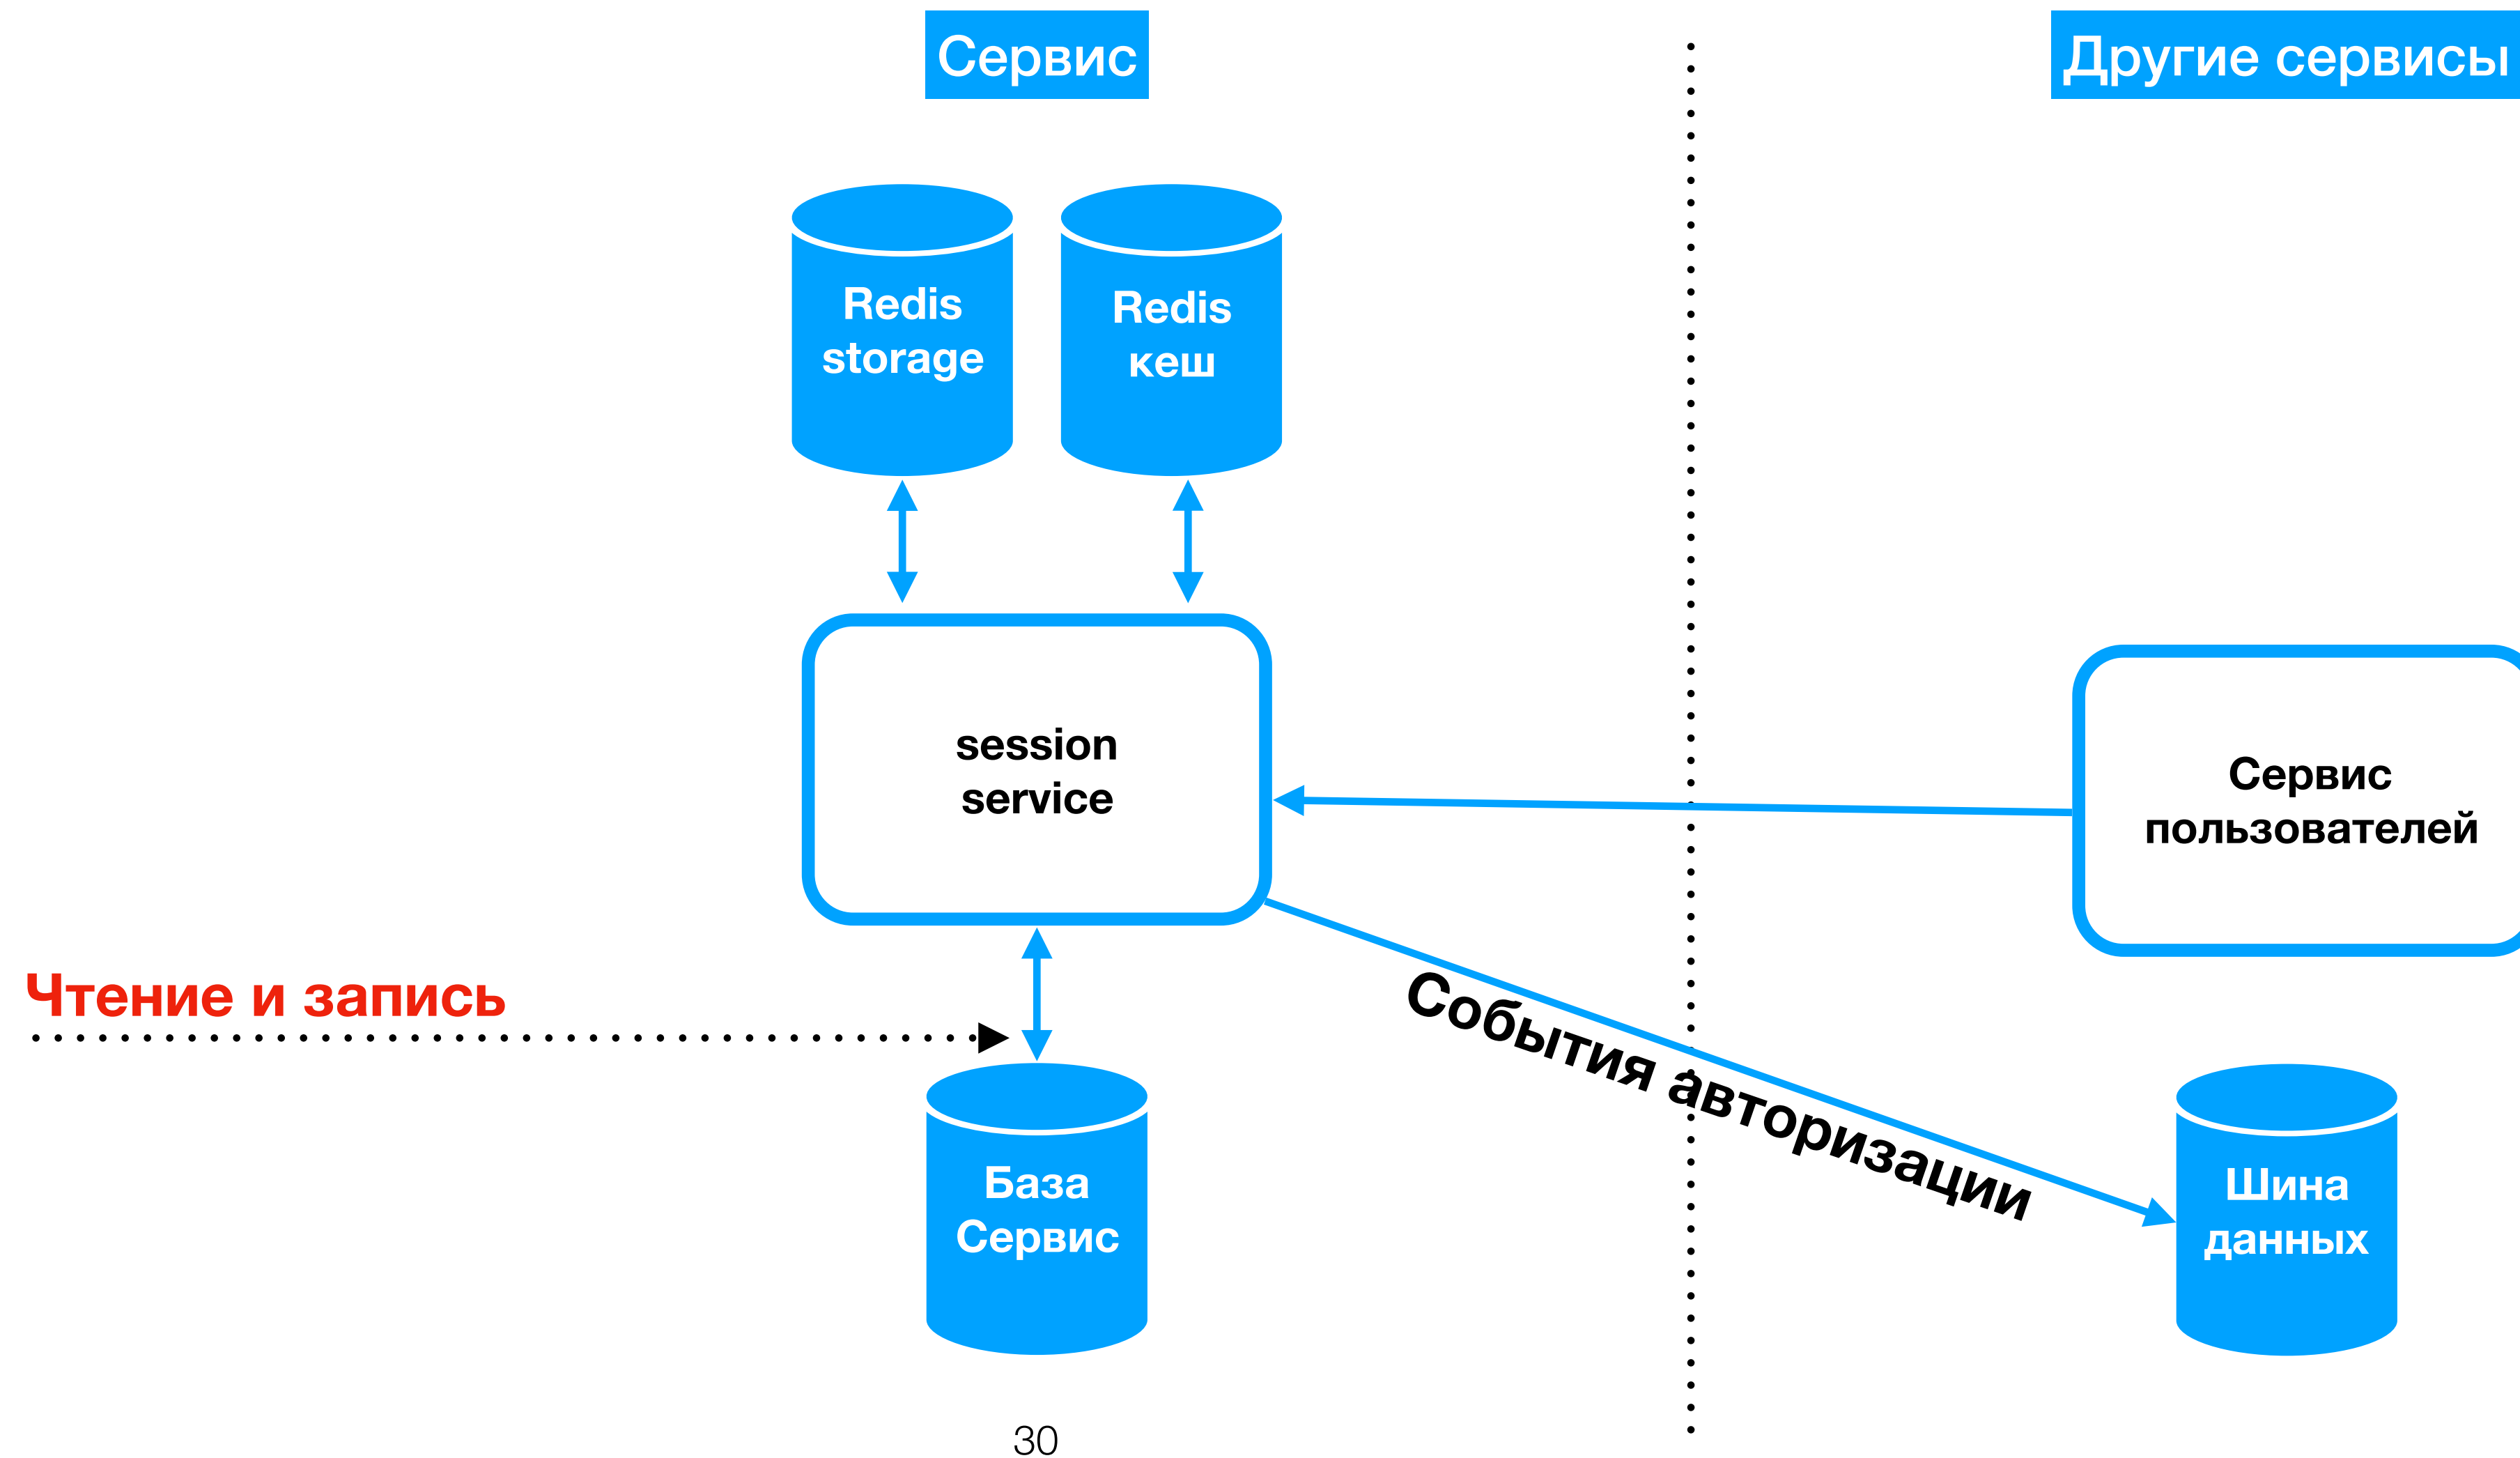 Сервис
Другие сервисы
Redis
storage
Redis
кеш
session
service
Сервис
пользователей
Чтение и запись
События авторизации
База
Сервис
Шина
данных
30